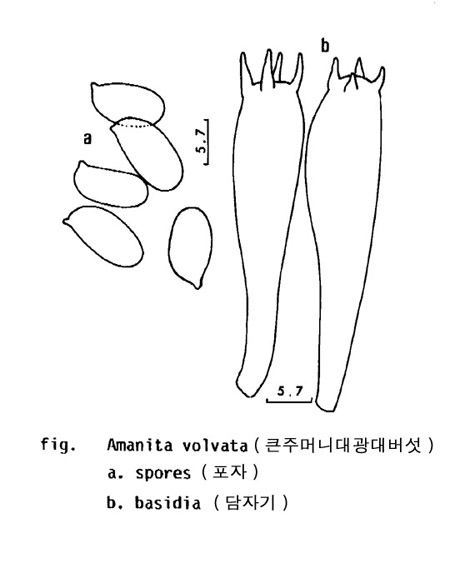 b
a
5.7
5.7
fig. Amanita volvata ( 큰주머니대광대버섯 )
a. spores ( 포자 )
b. basidia ( 담자기 )